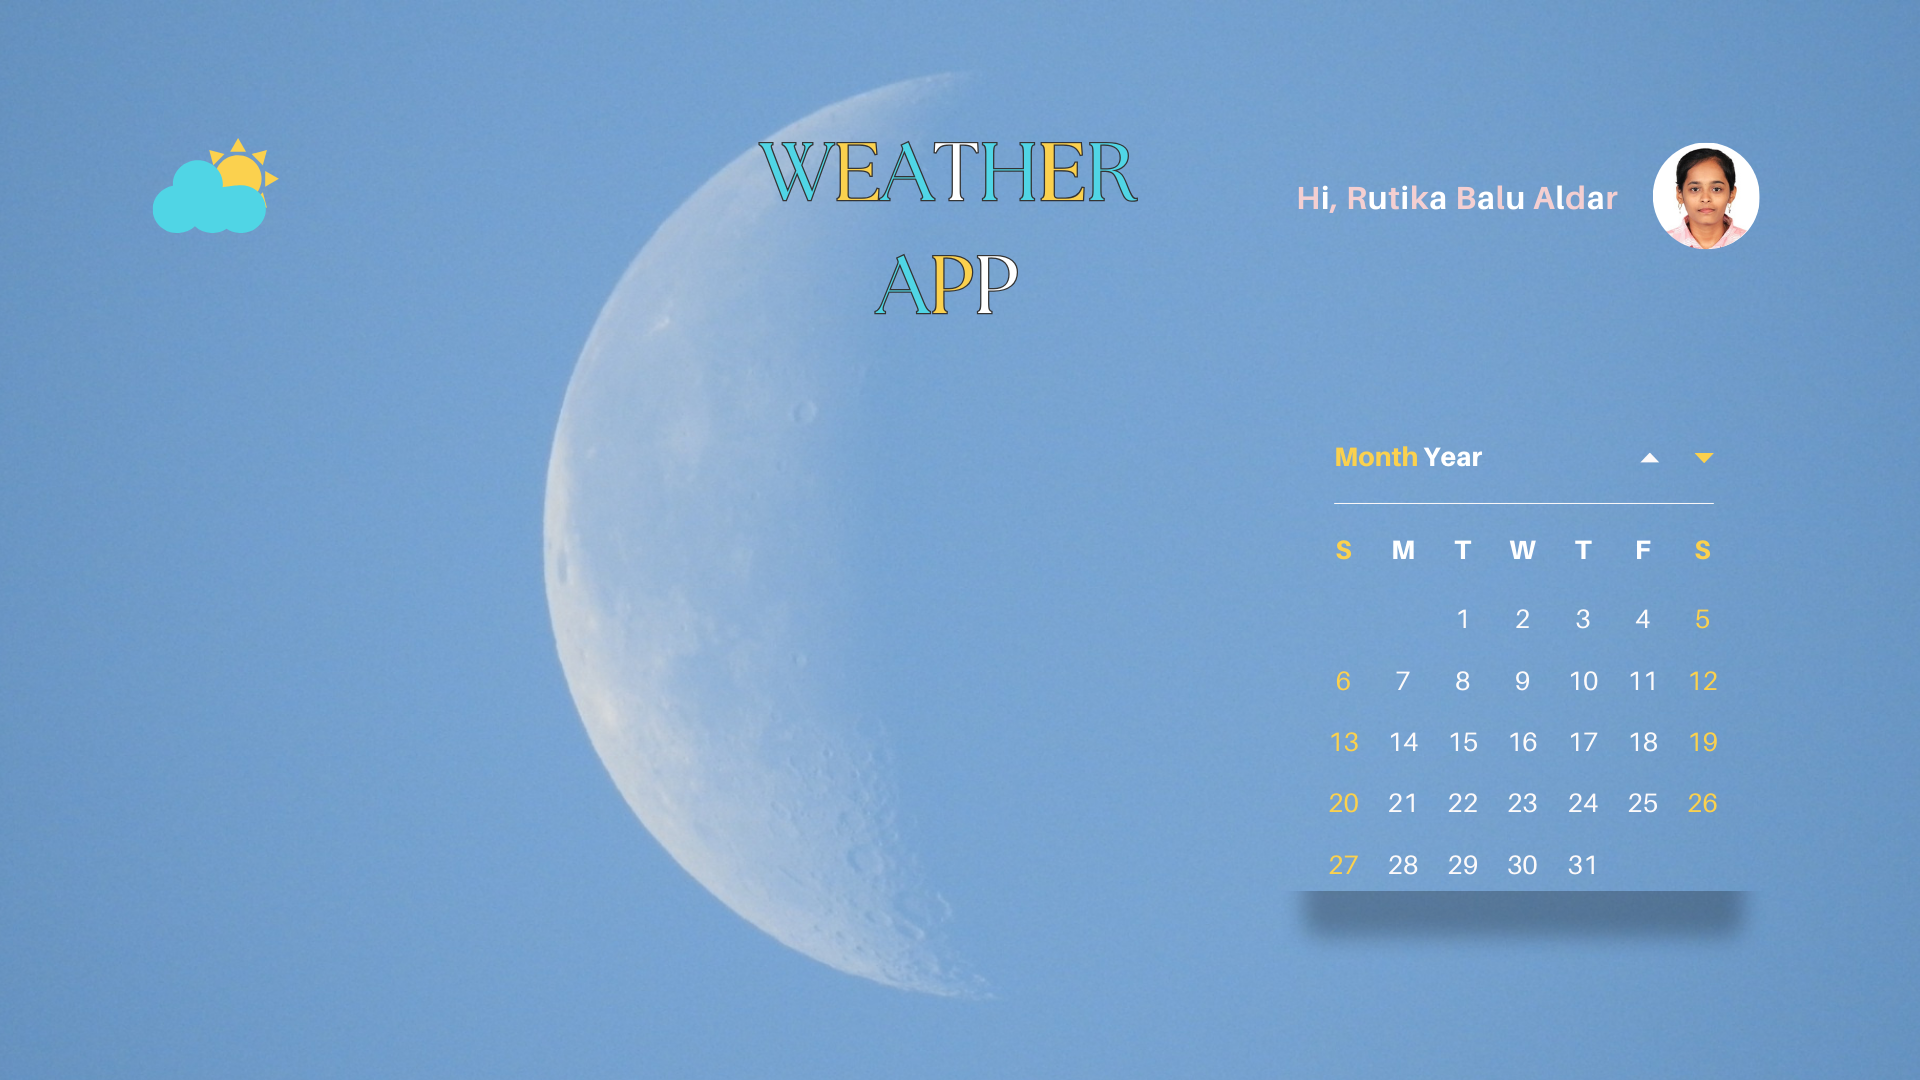 WEATHER
APP
Hi, Rutika Balu Aldar
Month Year
S M T W T F S
1 2 3 4 5
6 7 8 9 10 11 12
13 14 15 16 17 18 19
20 21 22 23 24 25 26
27 28 29 30 31